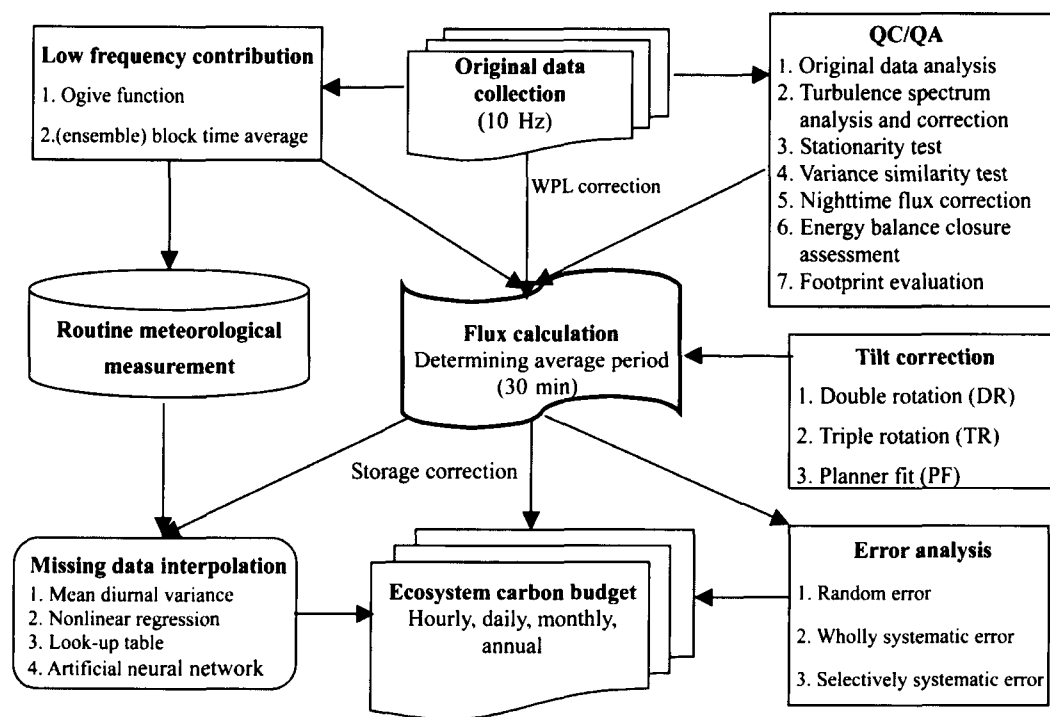 Low frequency contribution
1. Ogive function
2.(ensemble) block time average
Original data
collection
(10 Hz)
QC/QA
1. Original data analysis
2. Turbulence spectrum
analysis and correction
3. Stationarity test
4. Variance similarity test
5. Nighttime flux correction
6. Energy balance closure
assessment
7. Footprint evaluation
WPL correction
Routine meteorological
measurement
Flux calculation
Determining average period
(30 min)
Tilt correction
1. Double rotation (DR)
2. Triple rotation (TR)
3. Planner fit (PF)
Storage correction
Missing data interpolation
1. Mean diurnal variance
2. Nonlinear regression
3. Look-up table
4. Artificial neural network
Ecosystem carbon budget
Hourly, daily, monthly,
annual
Error analysis
1. Random error
2. Wholly systematic error
3. Selectively systematic error